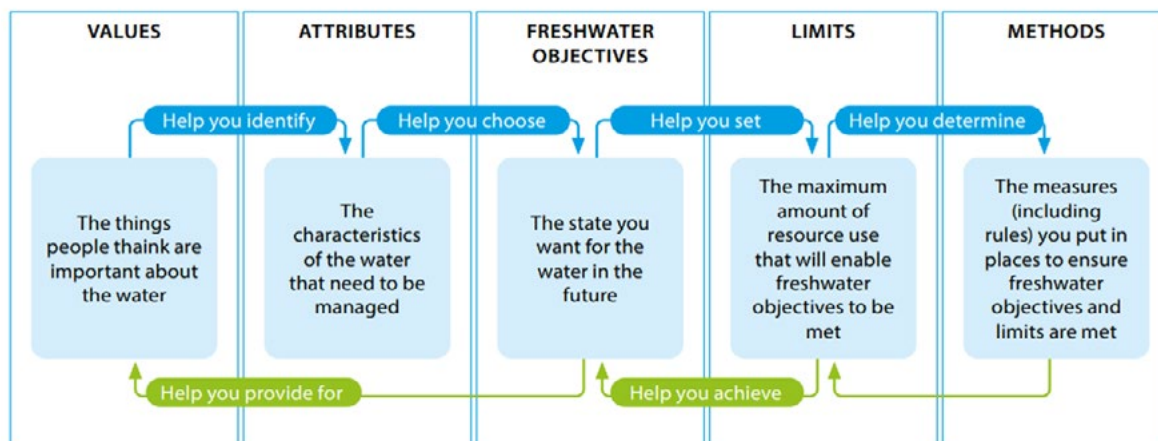 VALUES
ATTRIBUTES
FRESHWATER
OBJECTIVES
LIMITS
METHODS
Help you identify
Help you choose
Help you set
Help you determine
The things
people thaink are
important about
the water
The
characteristics
of the water
that need to be
managed
The state you
want for the
water in the
future
The maximum
amount of
resource use
that will enable
freshwater
objectives to be
met
The measures
(including
rules) you put in
places to ensure
freshwater
objectives and
limits are met
Help you provide for
Help you achieve